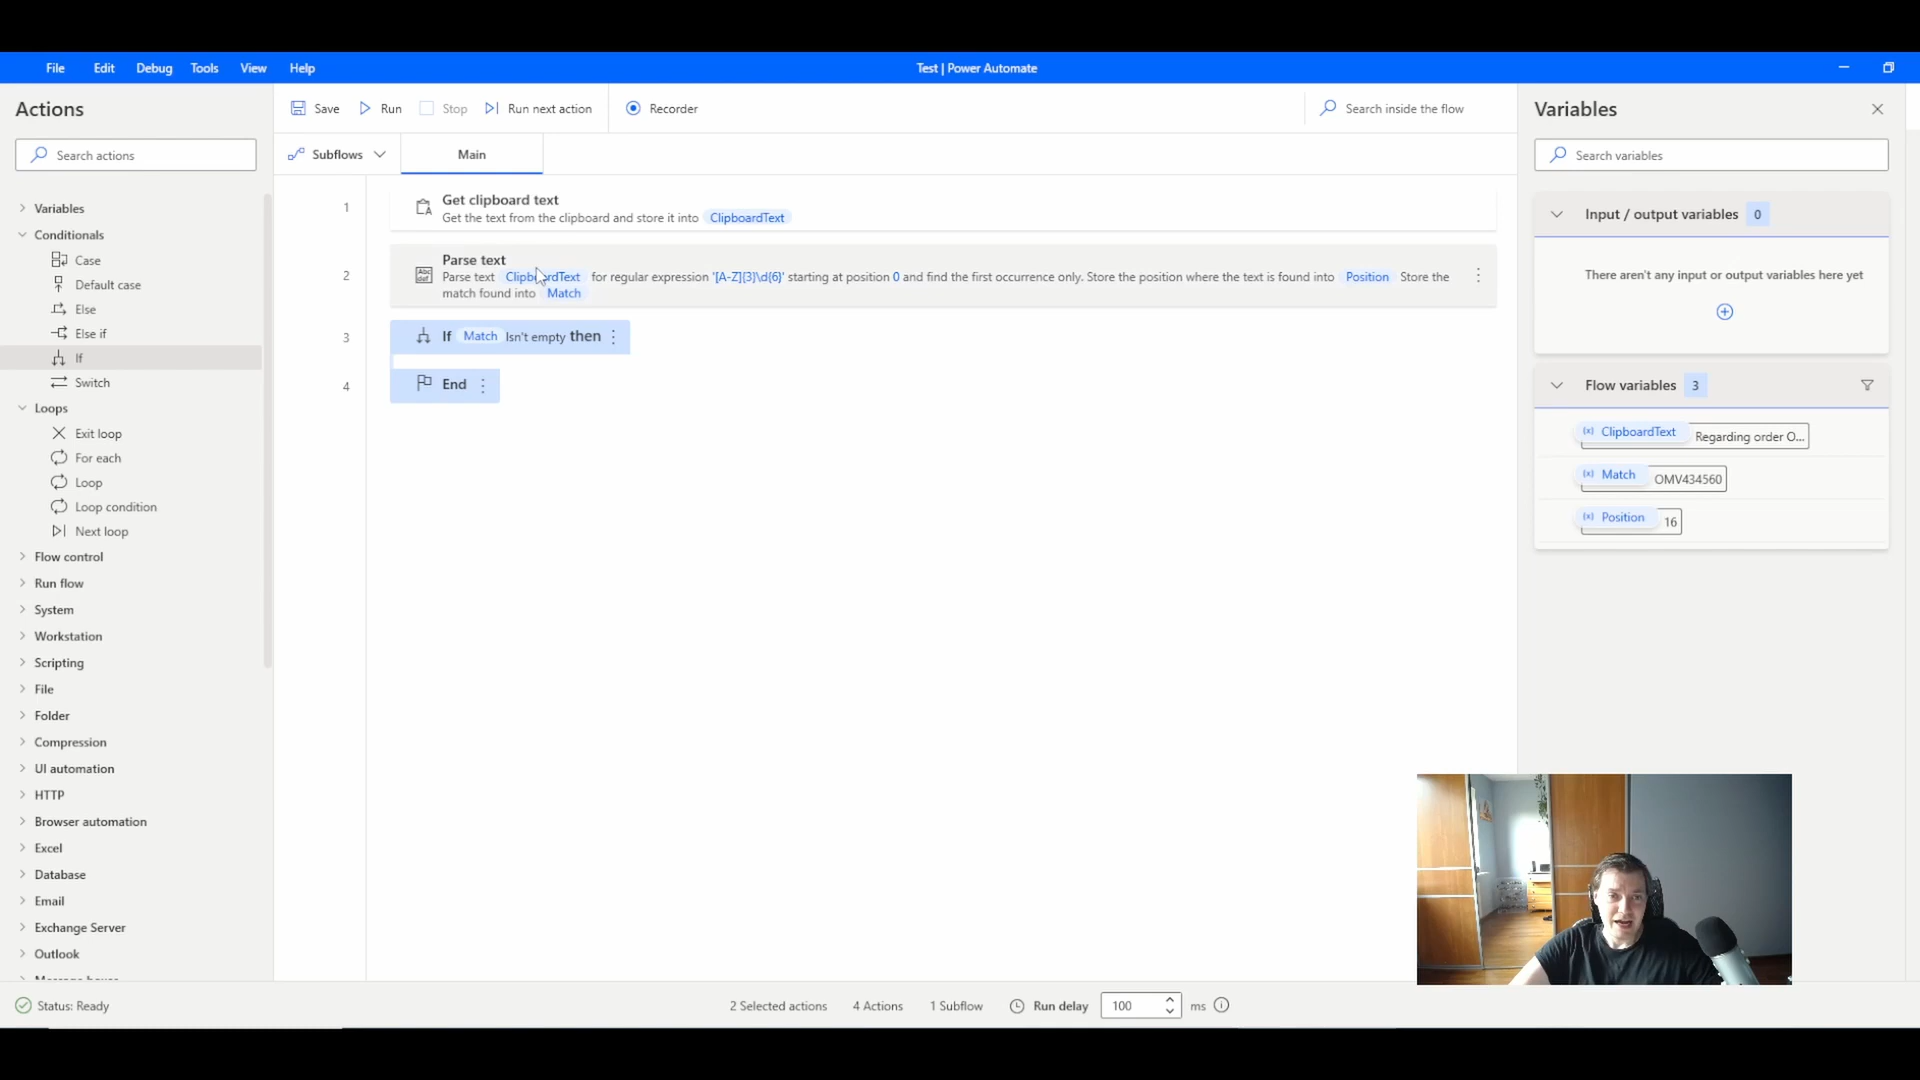 File Edit Debug Tools View Help
Test | Power Automate
Actions
Search actions
Variables
Conditionals
Case
Default case
Else
Else if
If
Switch
Loops
Exit loop
For each
Loop
Loop condition
Next loop
Flow control
Run flow
System
Workstation
Scripting
File
Folder
Compression
UI automation
HTTP
Browser automation
Excel
Database
Email
Exchange Server
Outlook
Save Run Stop Run next action Recorder
Search inside the flow
Subflows Main
1
Get clipboard text
Get the text from the clipboard and store it into ClipboardText
2
Parse text
Parse text ClipboardText for regular expression '[A-Z]{3}\d{6}' starting at position 0 and find the first occurrence only. Store the position where the text is found into Position Store the
match found into Match
3
If Match Isn't empty then
4
End
Variables
Search variables
Input / output variables 0
There aren't any input or output variables here yet
Flow variables 3
ClipboardText Regarding order O...
Match OMV434560
Position 16
Status: Ready
2 Selected actions 4 Actions 1 Subflow Run delay 100 ms